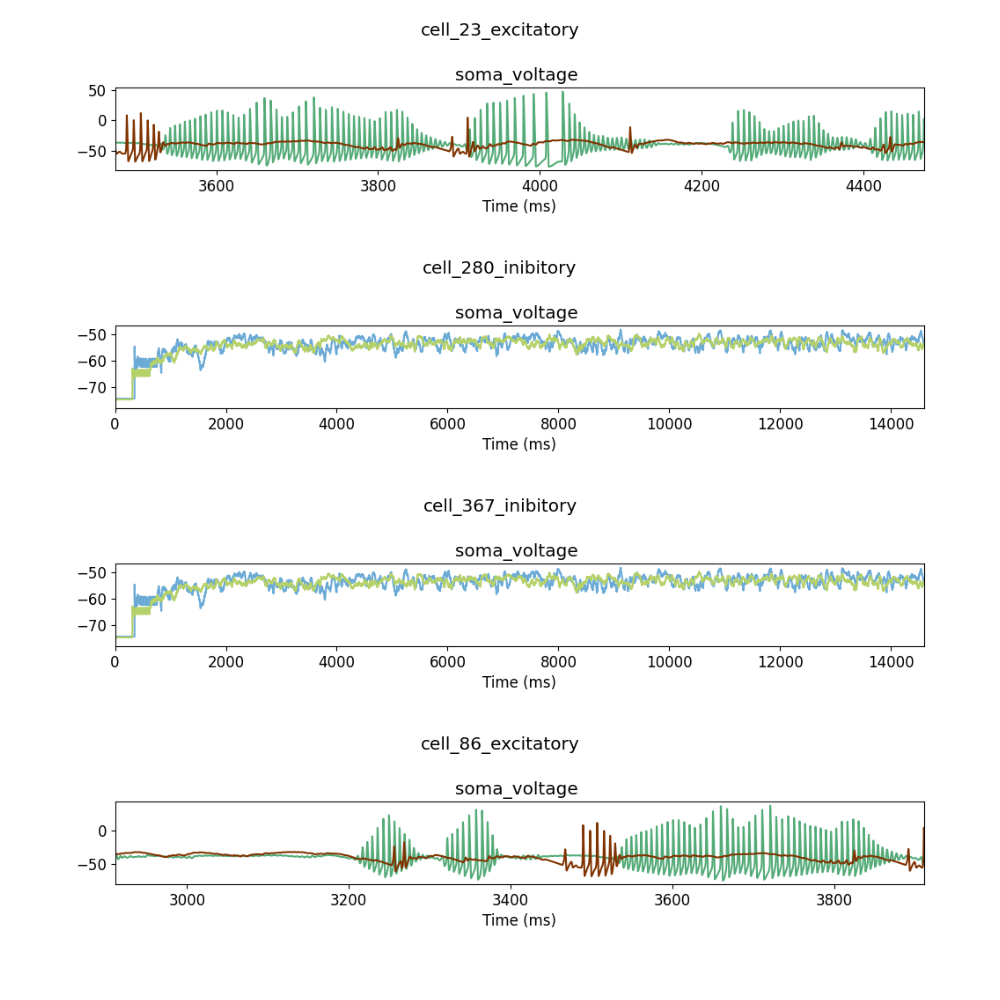 cell_23_excitatory
soma_voltage
50
0
−50
3600 3800 4000 4200 4400
Time (ms)
cell_280_inibitory
soma_voltage
−50
−60
−70
0 2000 4000 6000 8000 10000 12000 14000
Time (ms)
cell_367_inibitory
soma_voltage
−50
−60
−70
0 2000 4000 6000 8000 10000 12000 14000
Time (ms)
cell_86_excitatory
soma_voltage
0
−50
3000 3200 3400 3600 3800
Time (ms)